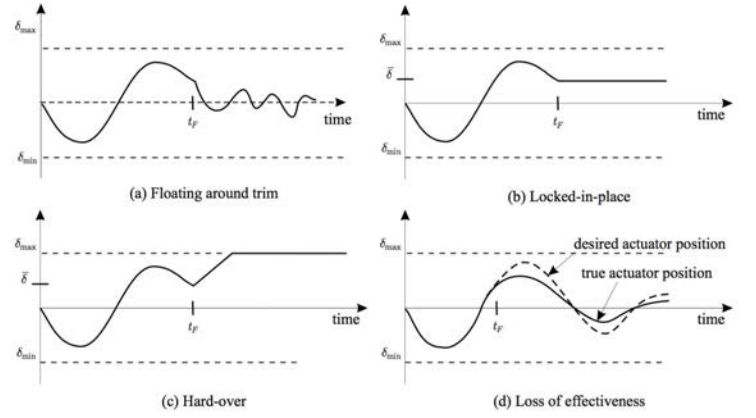 δmax
δmin
tF
time
(a) Floating around trim
δmax
δ̄
δmin
tF
time
(b) Locked-in-place
δmax
δ̄
δmin
tF
time
(c) Hard-over
δmax
δmin
tF
desired actuator position
true actuator position
time
(d) Loss of effectiveness